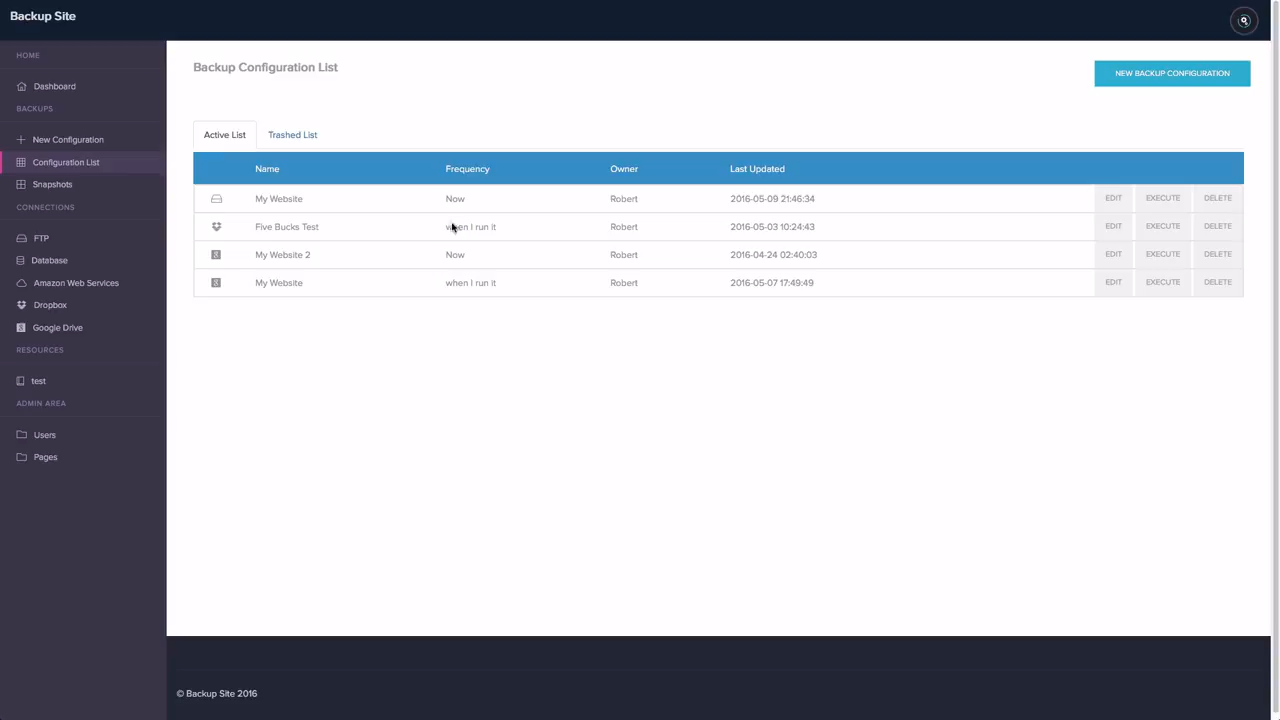 Backup Site
HOME
Dashboard
BACKUPS
New Configuration
Configuration List
Snapshots
CONNECTIONS
FTP
Database
Amazon Web Services
Dropbox
Google Drive
RESOURCES
test
ADMIN AREA
Users
Pages
Backup Configuration List
NEW BACKUP CONFIGURATION
Active List Trashed List
Name Frequency Owner Last Updated
My Website Now Robert 2016-05-09 21:46:34 EDIT EXECUTE DELETE
Five Bucks Test when I run it Robert 2016-05-03 10:24:43 EDIT EXECUTE DELETE
My Website 2 Now Robert 2016-04-24 02:40:03 EDIT EXECUTE DELETE
My Website when I run it Robert 2016-05-07 17:49:49 EDIT EXECUTE DELETE
© Backup Site 2016